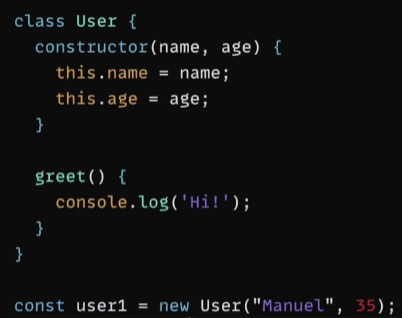 class User {
  constructor(name, age) {
    this.name = name;
    this.age = age;
  }

  greet() {
    console.log('Hi!');
  }
}

const user1 = new User("Manuel", 35);